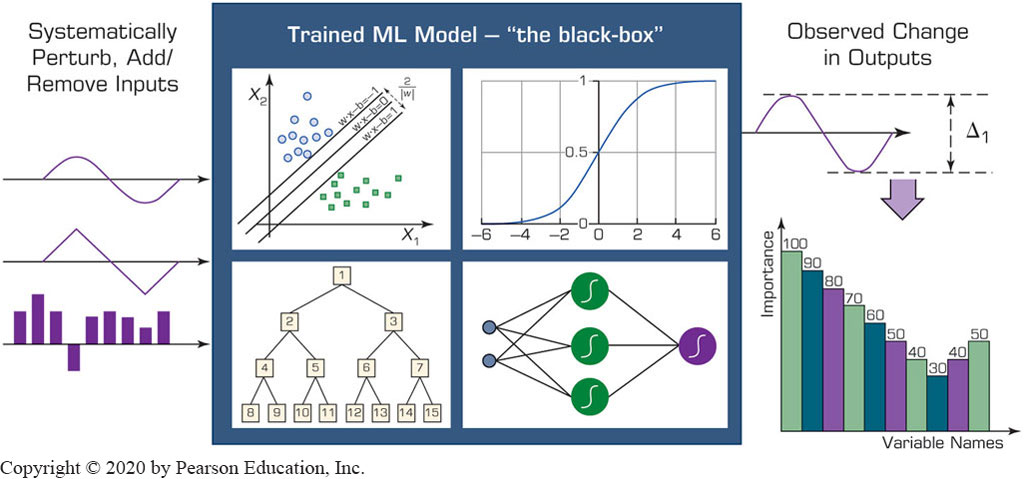 Systematically
Perturb, Add/
Remove Inputs
Trained ML Model – “the black-box”
X2
w·x–b=–1
w·x–b=0
w·x–b=1
2
|w|
X1
1
0.5
0
–6 –4 –2 0 2 4 6
1
2 3
4 5 6 7
8 9 10 11 12 13 14 15
∫
∫
∫
∫
Observed Change
in Outputs
Δ1
Importance
100
90
80
70
60
50
40
30
40
50
Variable Names
Copyright © 2020 by Pearson Education, Inc.